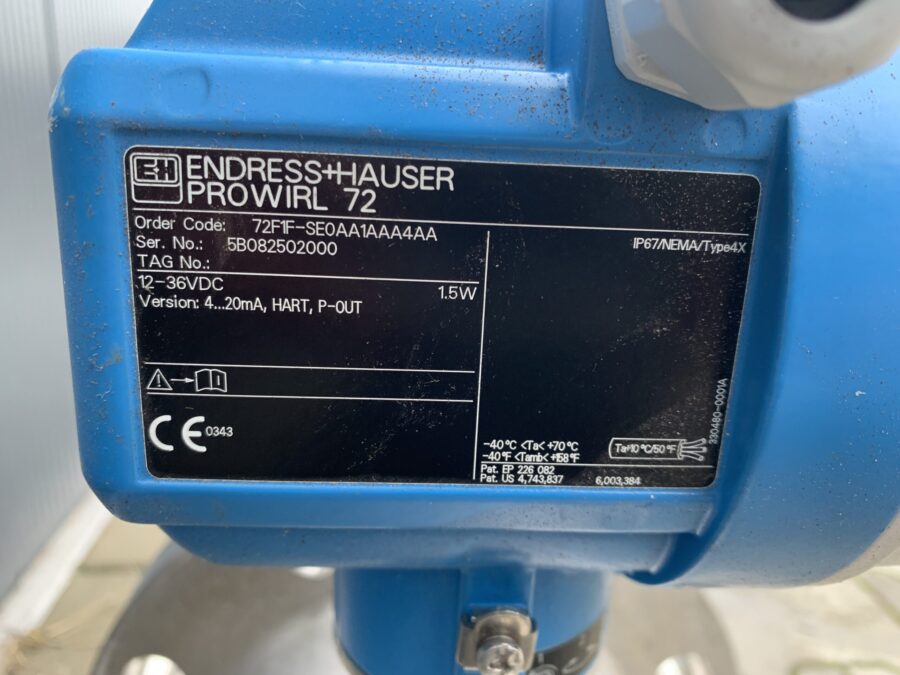 E+H
ENDRESS+HAUSER
PROWIRL 72
Order Code: 72F1F-SE0AA1AAA4AA
Ser. No.: 5B082502000
TAG No.:
12-36VDC 1.5W
Version: 4...20mA, HART, P-OUT
CE 0343
IP67/NEMA/Type4X
-40°C <Ta< +70°C
-40°F <Tamb< +158°F
Ta+10°C/50°F
Pat. EP 226 082
Pat. US 4,743,837 6,003,384
330480-0001A